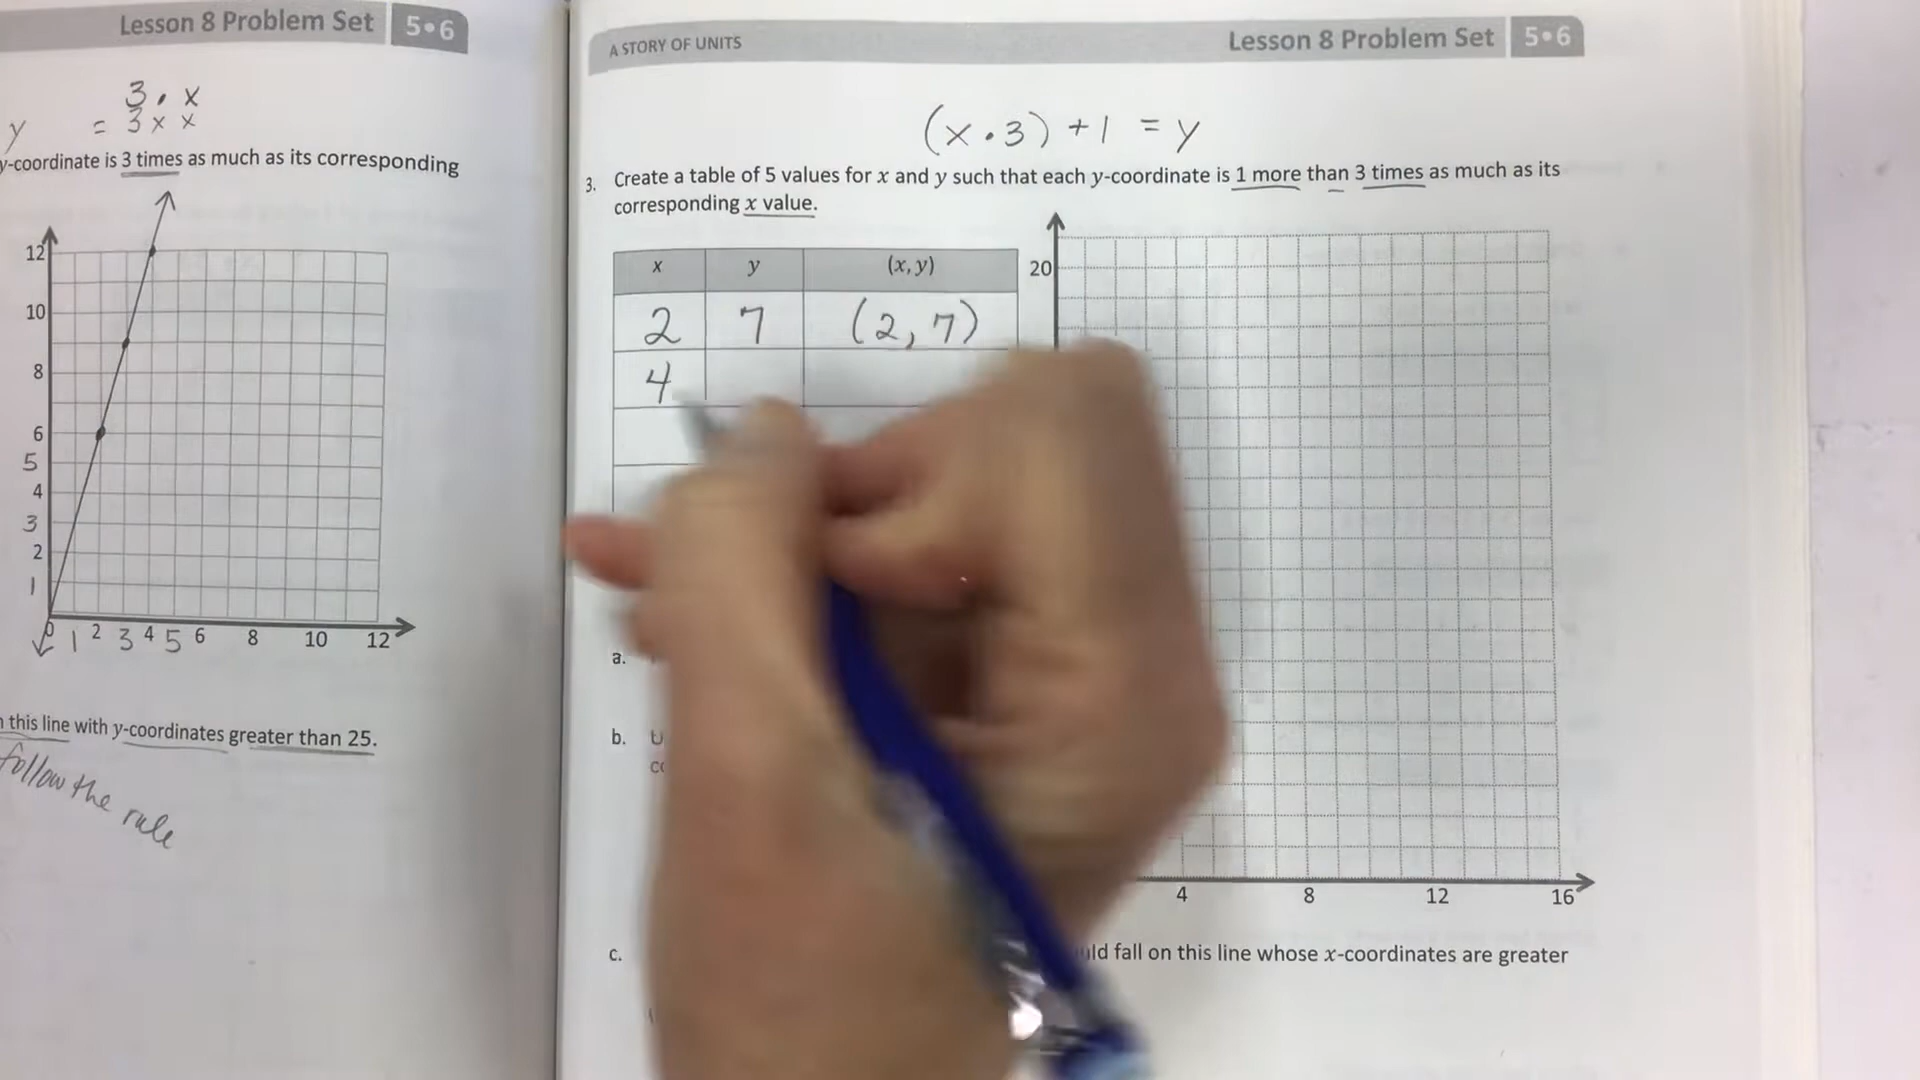 Lesson 8 Problem Set 5•6
3 . x
y = 3 x x
y-coordinate is 3 times as much as its corresponding
12
10
8
6
5
4
3
2
1
0 1 2 3 4 5 6 8 10 12
this line with y-coordinates greater than 25.
follow the rule
A STORY OF UNITS Lesson 8 Problem Set 5•6
(x • 3) + 1 = y
3. Create a table of 5 values for x and y such that each y-coordinate is 1 more than 3 times as much as its
corresponding x value.
x y (x, y)
2 7 (2, 7)
4
20
4 8 12 16
a.
b.
c. fall on this line whose x-coordinates are greater